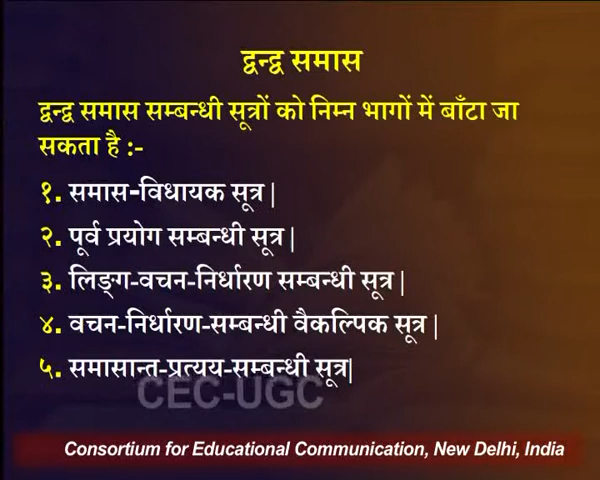 द्वन्द्व समास
द्वन्द्व समास सम्बन्धी सूत्रों को निम्न भागों में बाँटा जा
सकता है :-
१. समास-विधायक सूत्र |
२. पूर्व प्रयोग सम्बन्धी सूत्र |
३. लिङ्ग-वचन-निर्धारण सम्बन्धी सूत्र |
४. वचन-निर्धारण-सम्बन्धी वैकल्पिक सूत्र |
५. समासान्त-प्रत्यय-सम्बन्धी सूत्र|
CEC-UGC
Consortium for Educational Communication, New Delhi, India